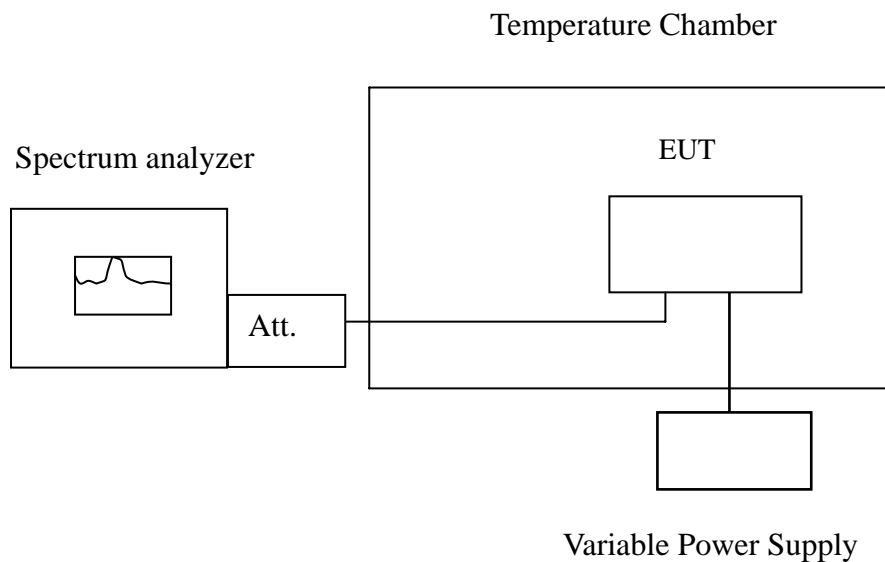 Temperature Chamber
Spectrum analyzer
EUT
Att.
Variable Power Supply